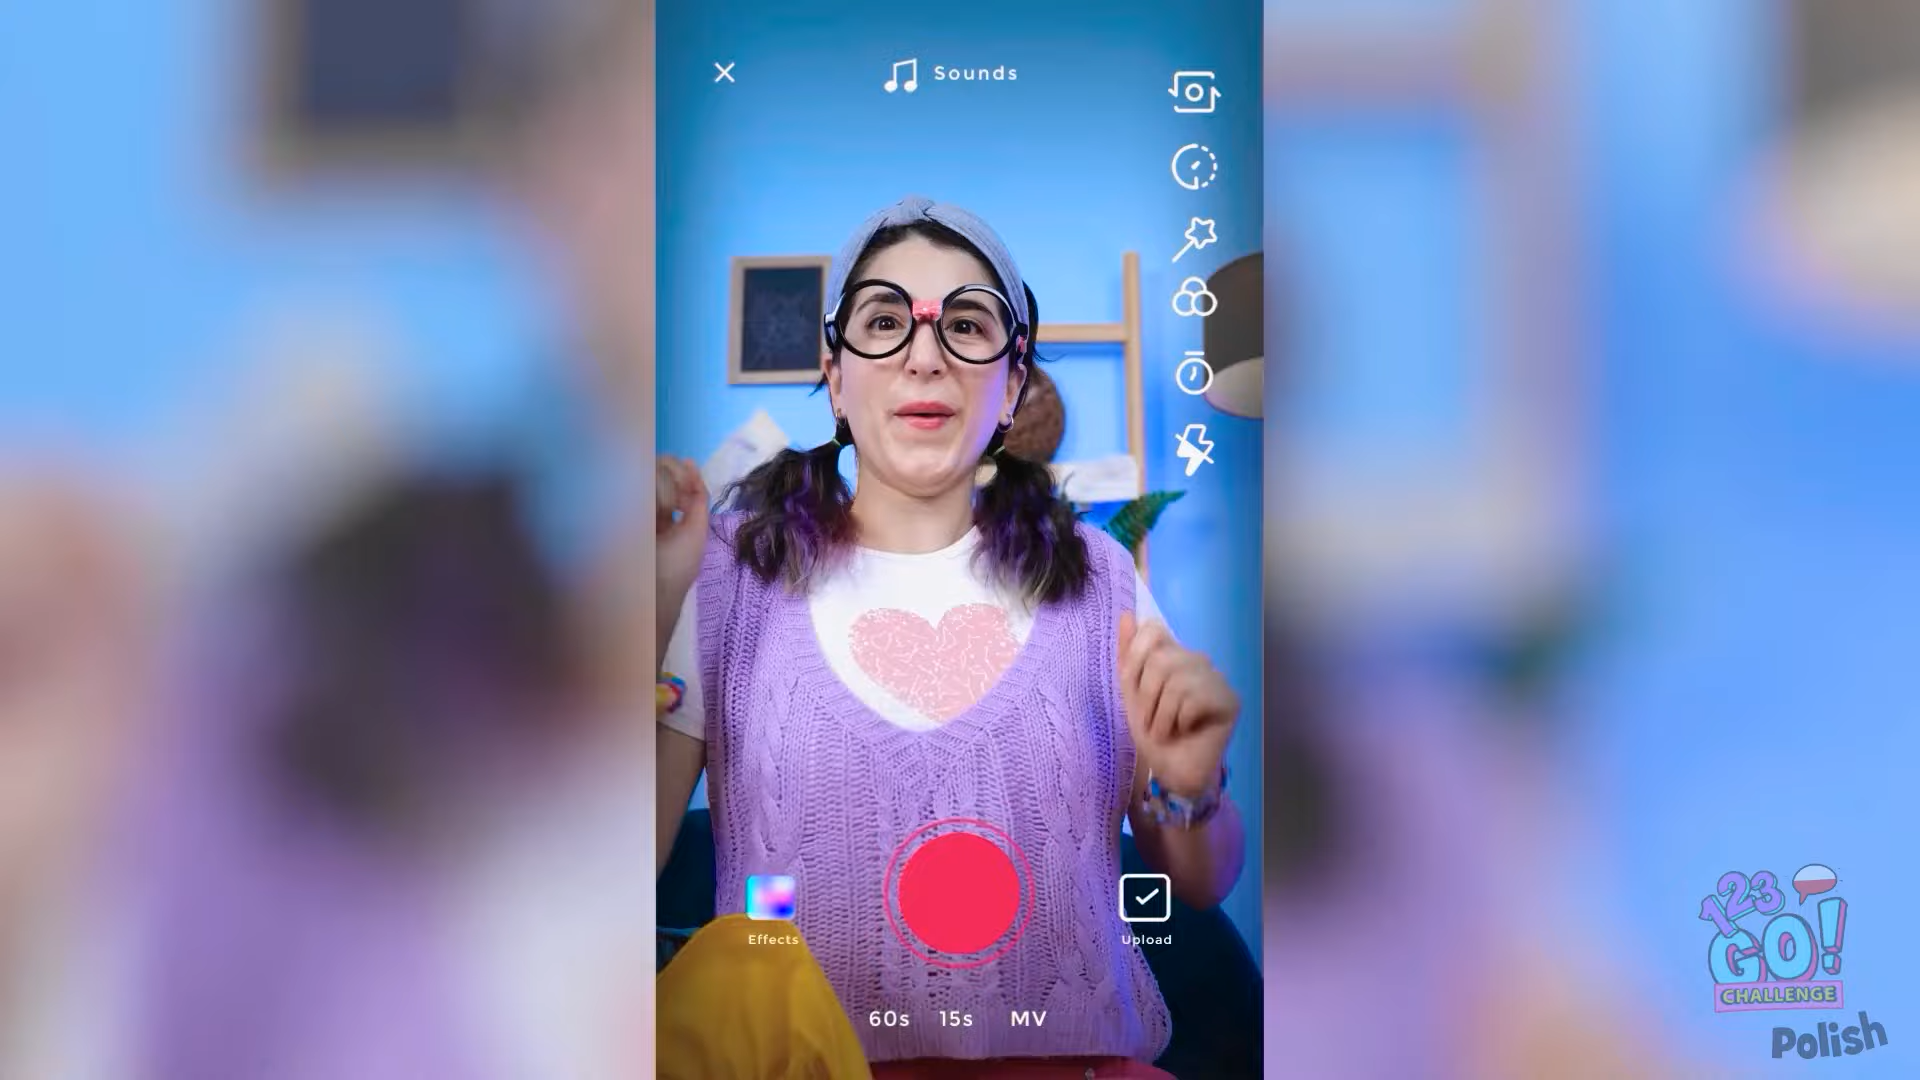 Sounds
Effects
Upload
60s 15s MV
123
GO!
CHALLENGE
Polish